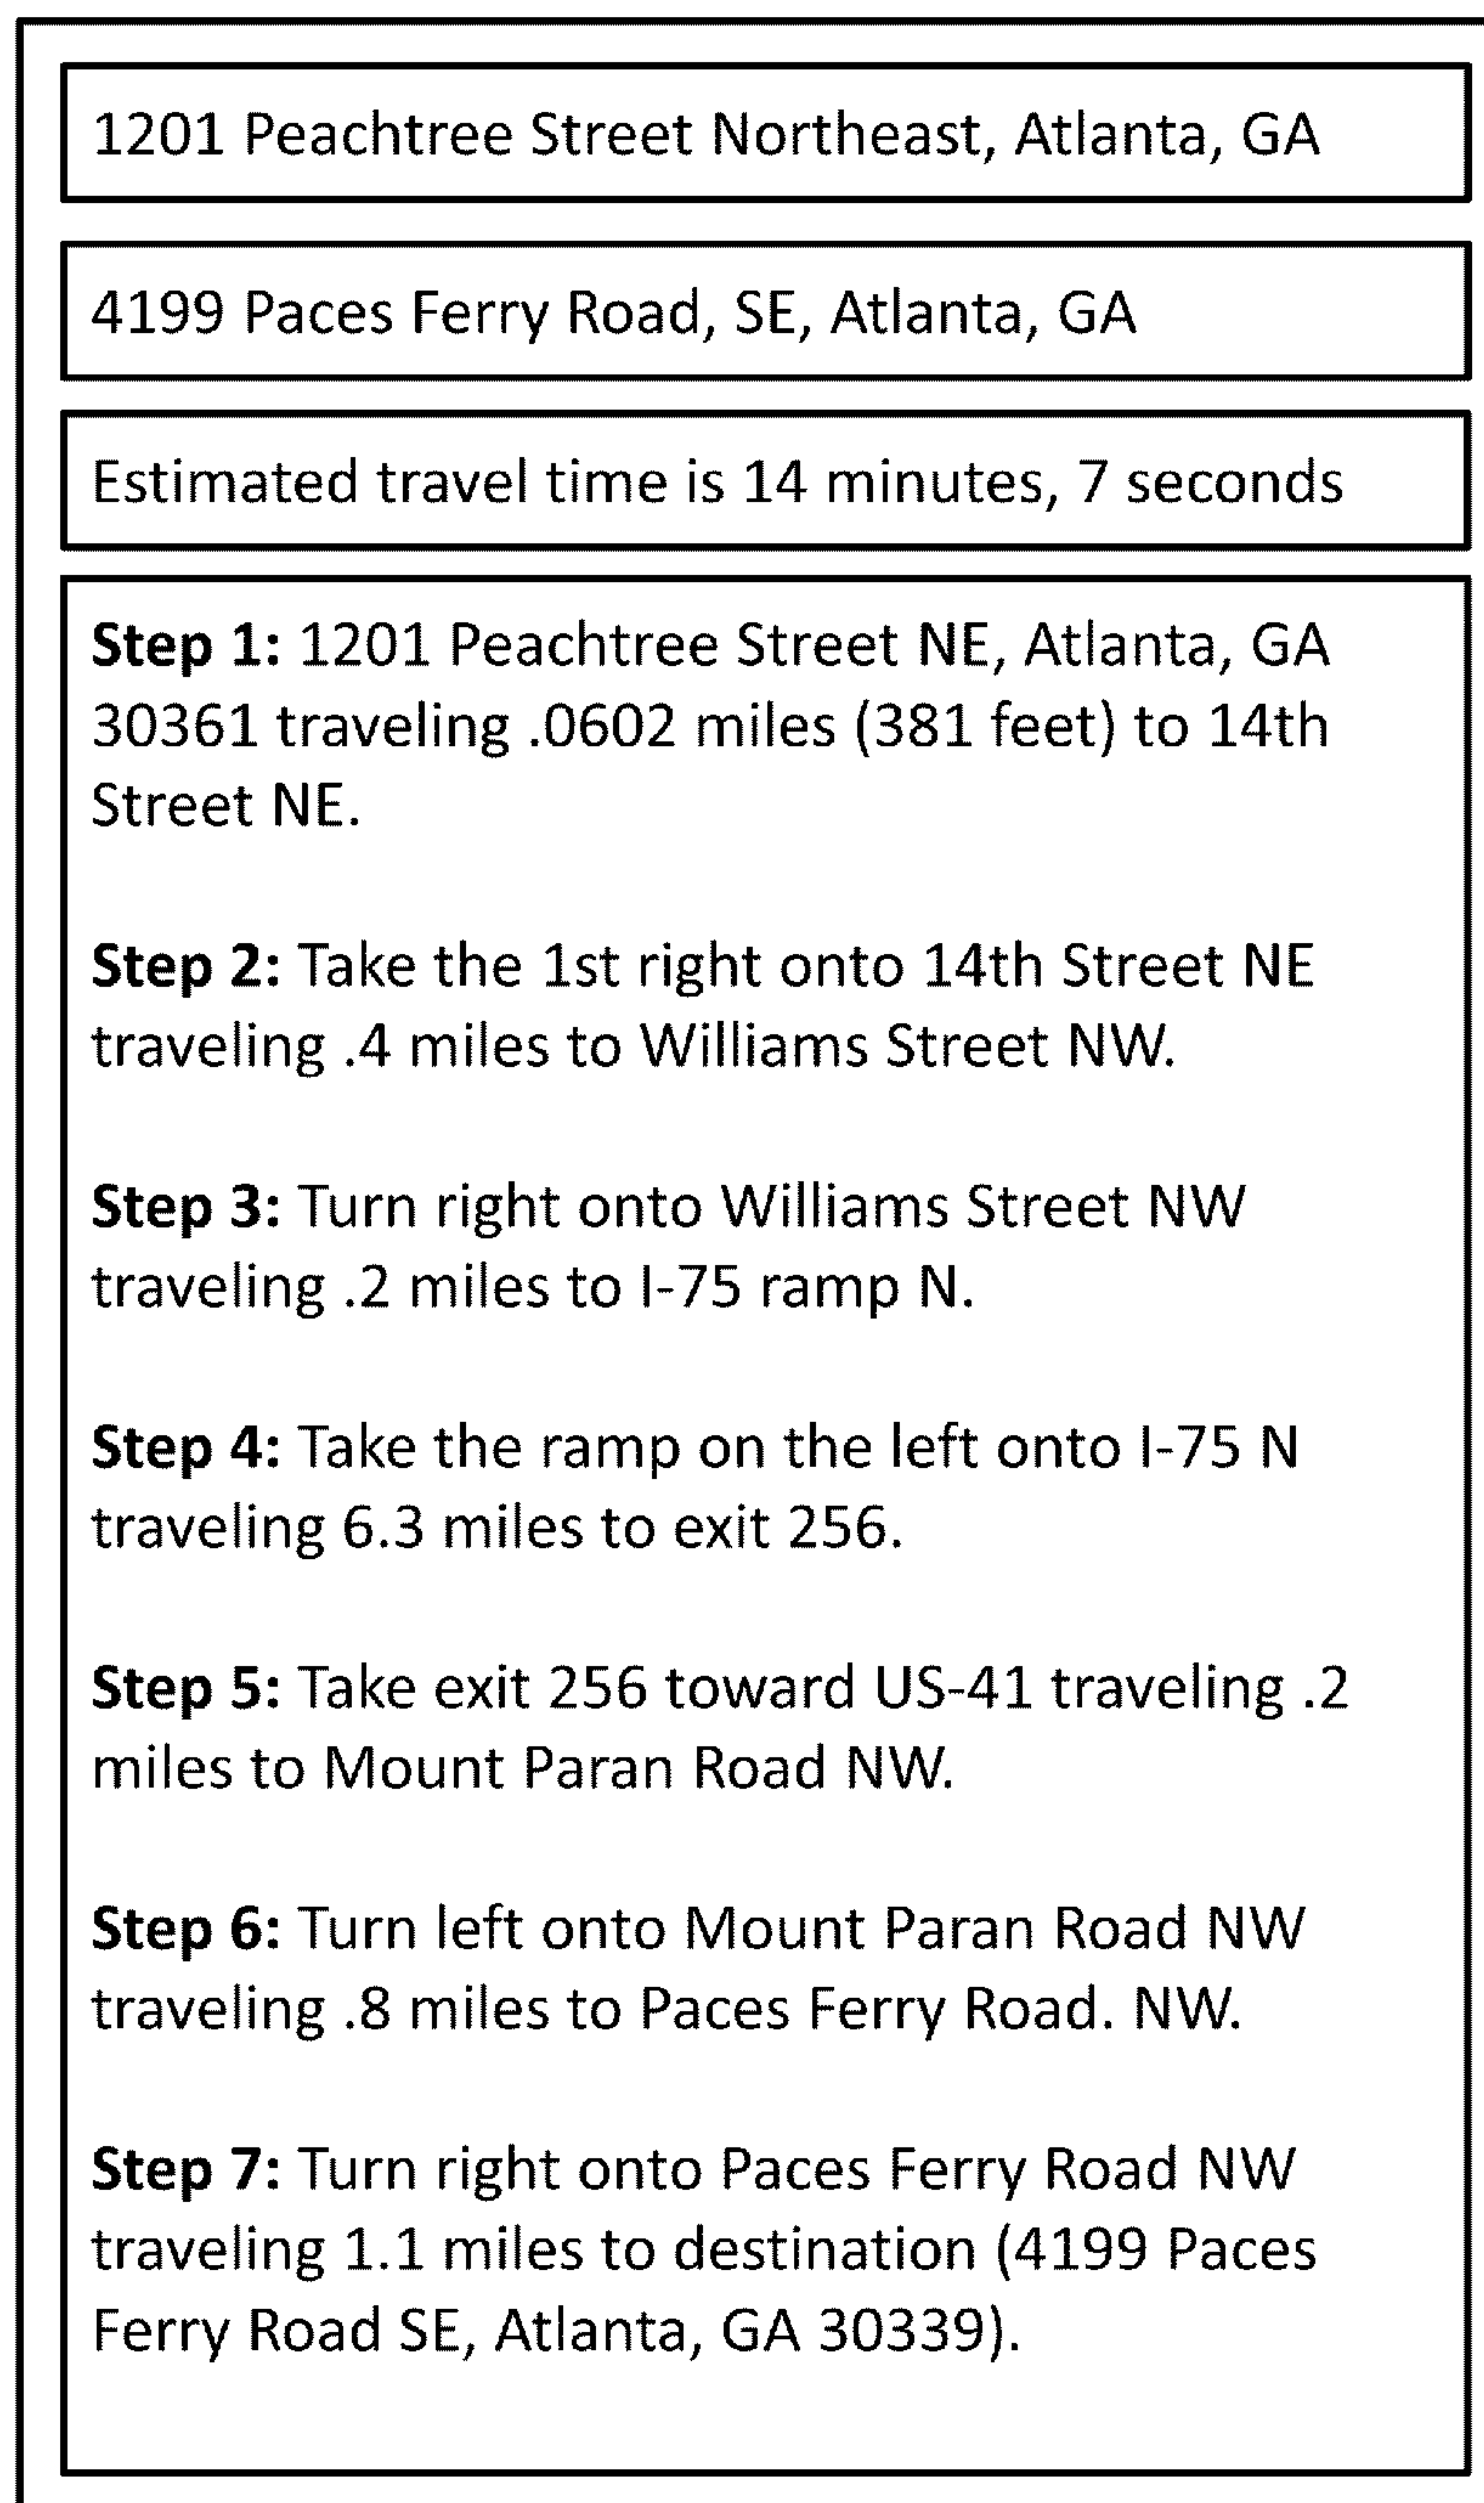 1201 Peachtree Street Northeast, Atlanta, GA
4199 Paces Ferry Road, SE, Atlanta, GA
Estimated travel time is 14 minutes, 7 seconds
Step 1: 1201 Peachtree Street NE, Atlanta, GA
30361 traveling .0602 miles (381 feet) to 14th
Street NE.
Step 2: Take the 1st right onto 14th Street NE
traveling .4 miles to Williams Street NW.
Step 3: Turn right onto Williams Street NW
traveling .2 miles to I-75 ramp N.
Step 4: Take the ramp on the left onto I-75 N
traveling 6.3 miles to exit 256.
Step 5: Take exit 256 toward US-41 traveling .2
miles to Mount Paran Road NW.
Step 6: Turn left onto Mount Paran Road NW
traveling .8 miles to Paces Ferry Road. NW.
Step 7: Turn right onto Paces Ferry Road NW
traveling 1.1 miles to destination (4199 Paces
Ferry Road SE, Atlanta, GA 30339).